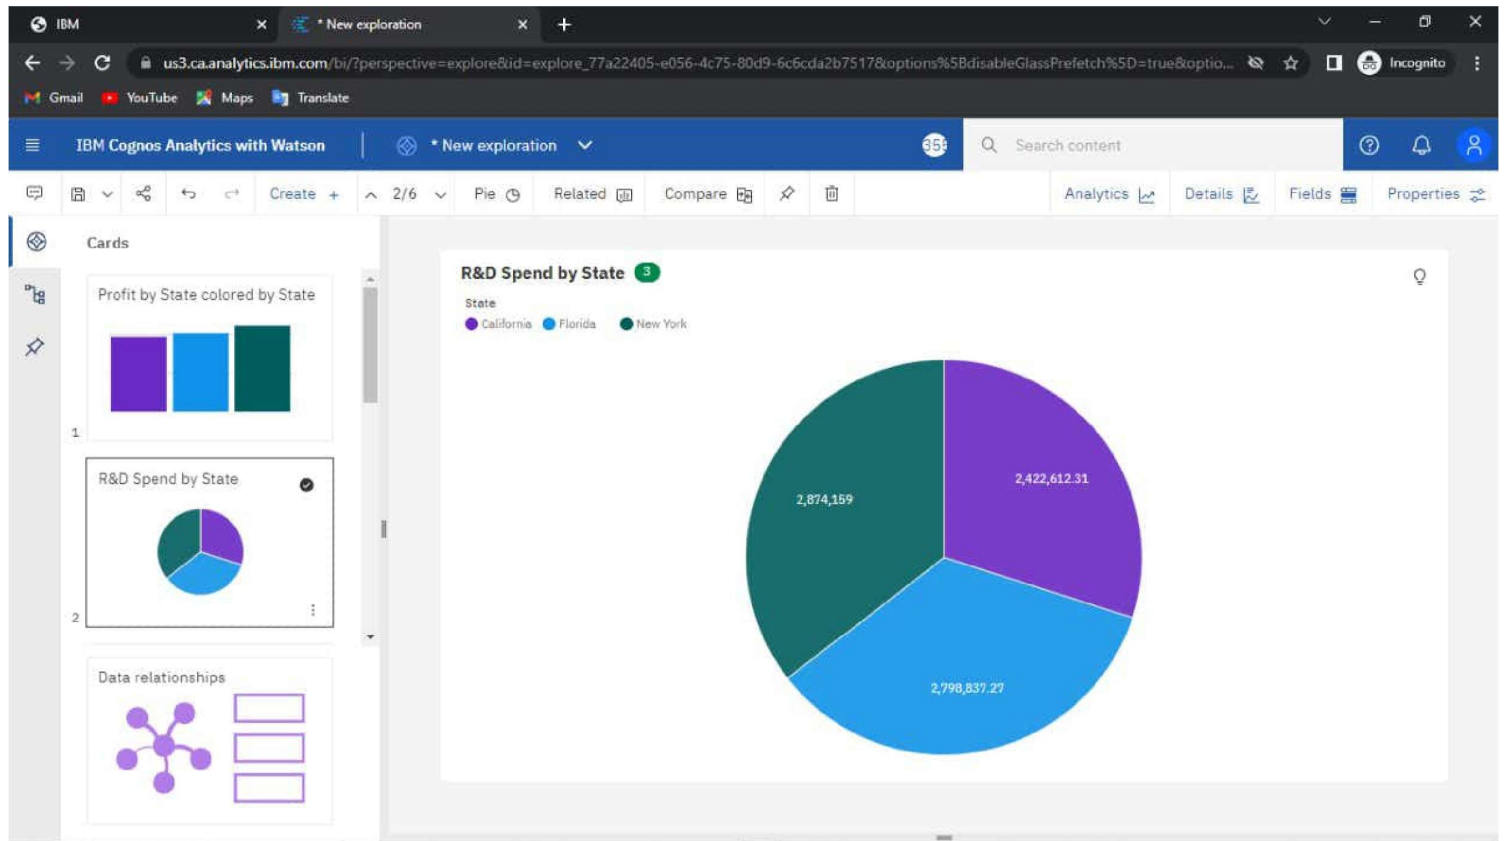 IBM
* New exploration
us3.ca.analytics.ibm.com/bi/?perspective=explore&id=explore_77a22405-e056-4c75-80d9-6c6cda2b7517&options%5BdisableGlassPrefetch%5D=true&optio...
Incognito
Gmail YouTube Maps Translate
IBM Cognos Analytics with Watson
* New exploration
Search content
Create + 2/6 Pie Related Compare Analytics Details Fields Properties
Cards
Profit by State colored by State
1
R&D Spend by State
2
Data relationships
R&D Spend by State 3
State
California Florida New York
2,422,612.31
2,874,159
2,798,837.27